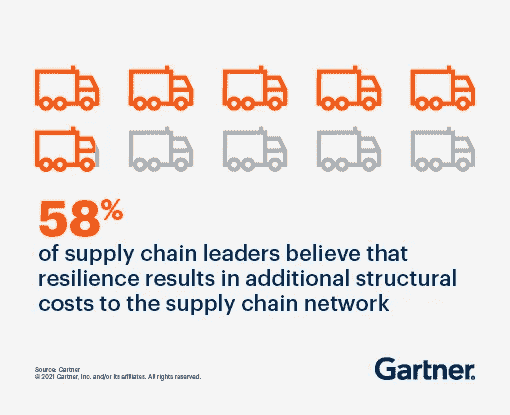 58%
of supply chain leaders believe that
resilience results in additional structural
costs to the supply chain network
Source: Gartner
© 2021 Gartner, Inc. and/or its affiliates. All rights reserved.
Gartner.